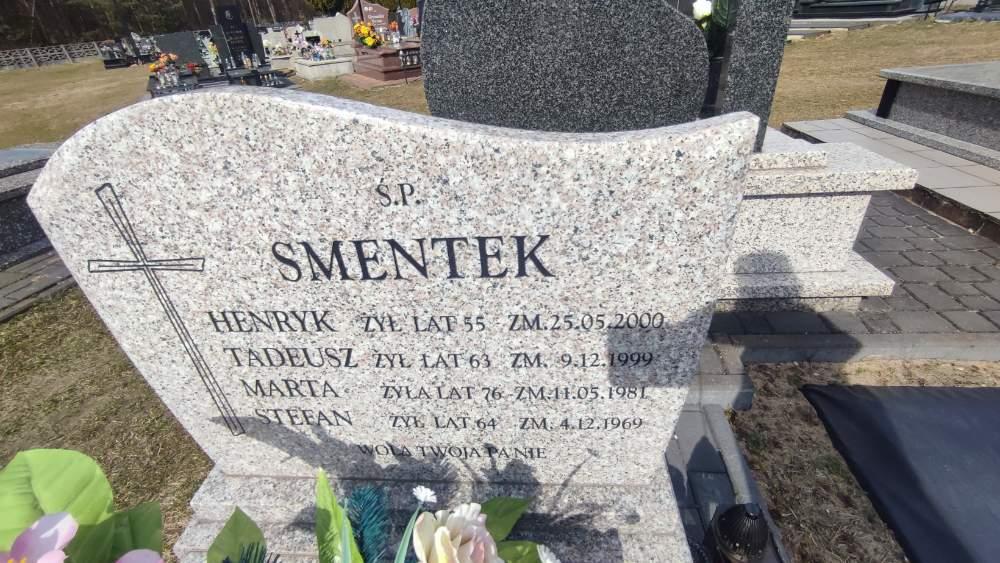 Ś.P.
SMENTEK
HENRYK ŻYŁ LAT 55 ZM. 25.05.2000
TADEUSZ ŻYŁ LAT 63 ZM. 9.12.1999
MARTA ŻYŁA LAT 76 ZM. 11.05.1981
STEFAN ŻYŁ LAT 64 ZM. 4.12.1969
WOLA TWOJA PANIE